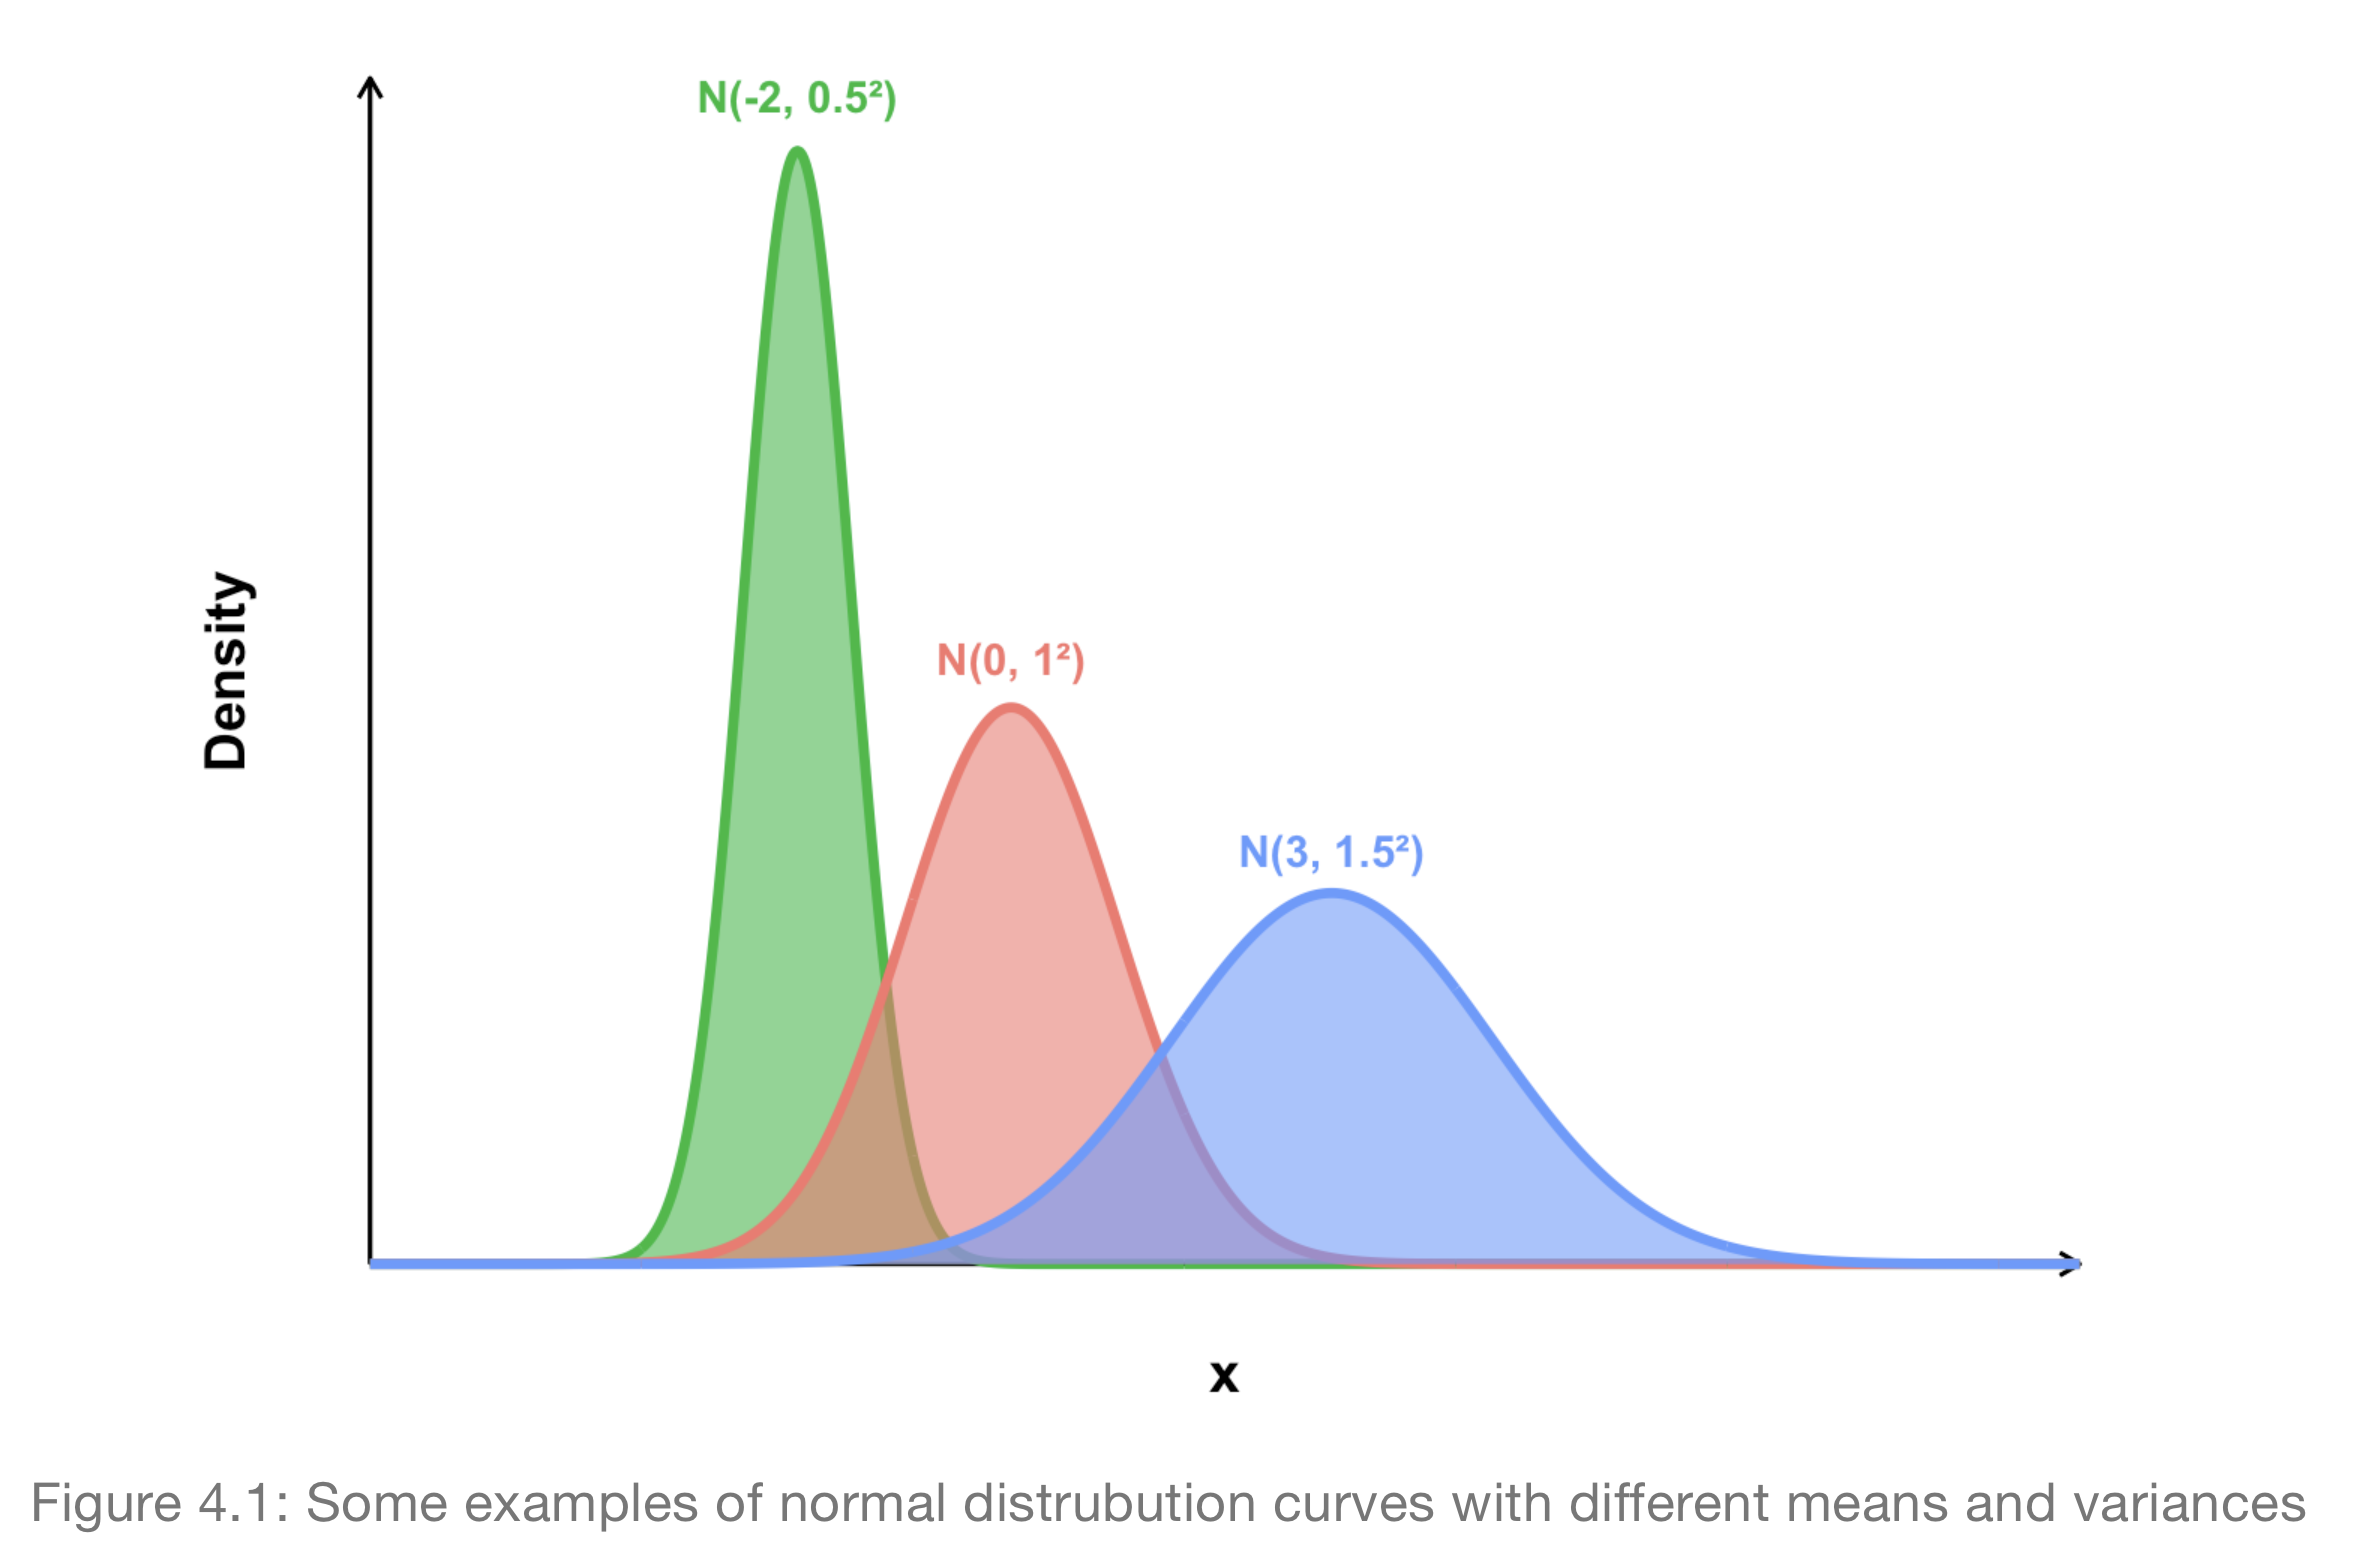 N(-2, 0.5²)
N(0, 1²)
N(3, 1.5²)
Density
x
Figure 4.1: Some examples of normal distrubution curves with different means and variances